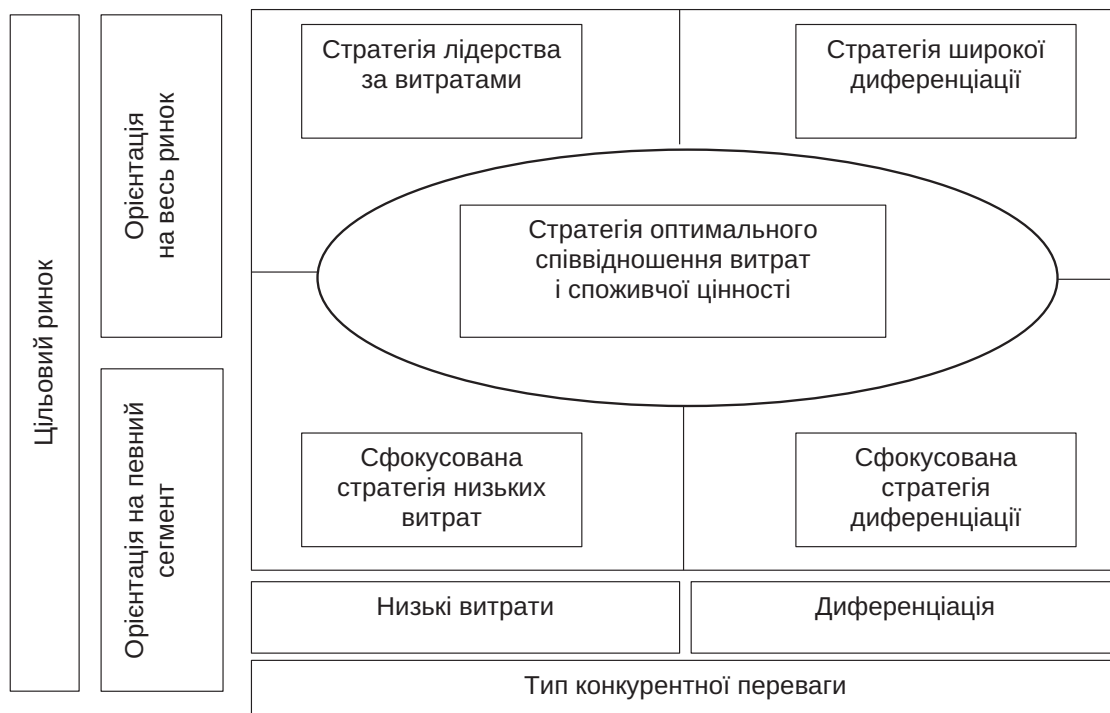 Цільовий ринок
Орієнтація
на весь ринок
Орієнтація на певний
сегмент
Стратегія лідерства
за витратами
Стратегія широкої
диференціації
Стратегія оптимального
співвідношення витрат
і споживчої цінності
Сфокусована
стратегія низьких
витрат
Сфокусована
стратегія
диференціації
Низькі витрати
Диференціація
Тип конкурентної переваги